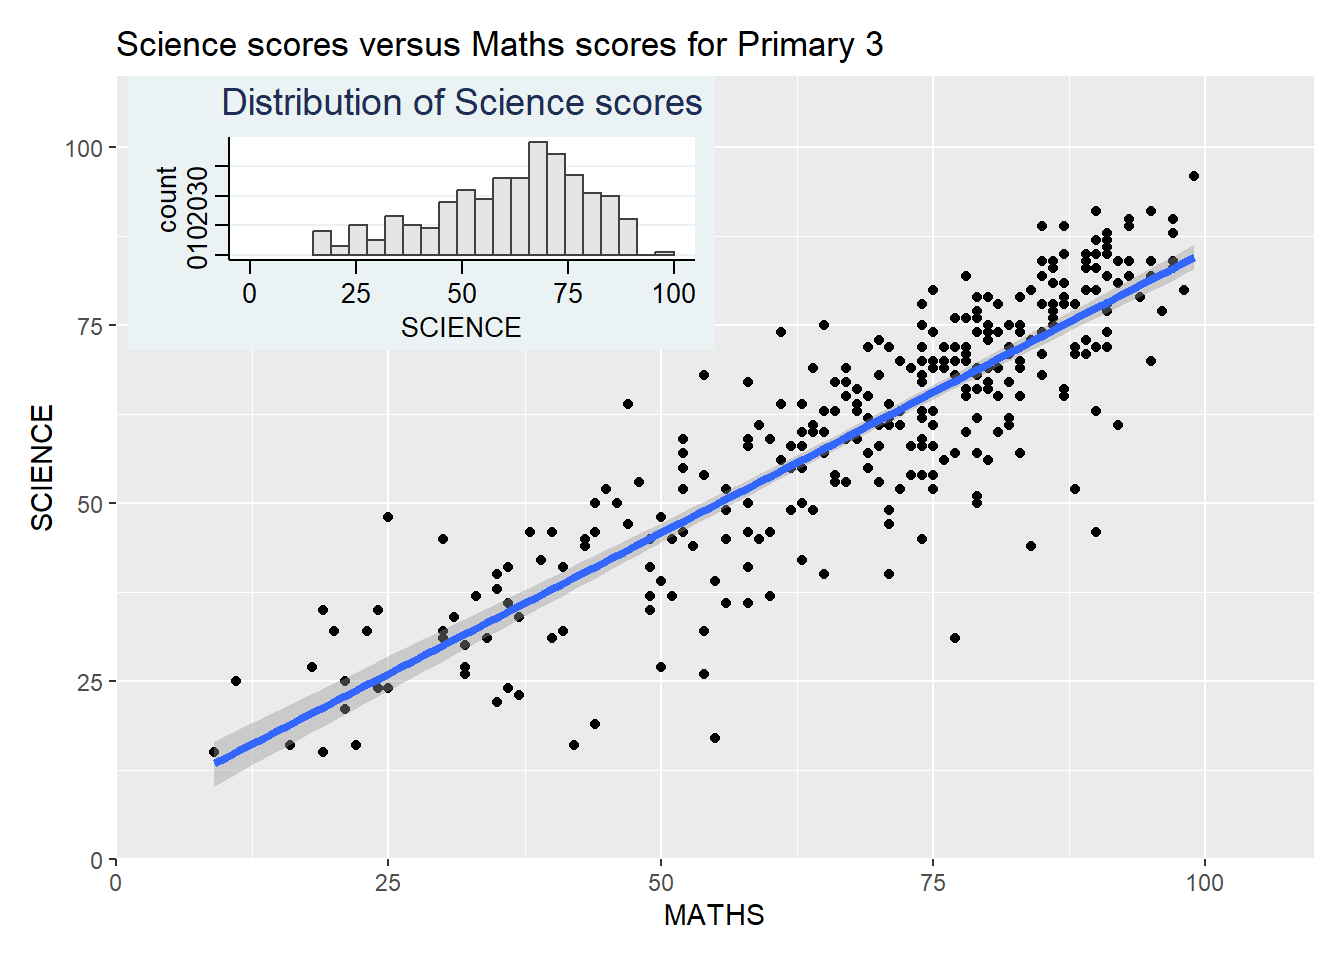 Science scores versus Maths scores for Primary 3
Distribution of Science scores
count
0102030
0 25 50 75 100
SCIENCE
100
75
50
25
0
SCIENCE
0 25 50 75 100
MATHS